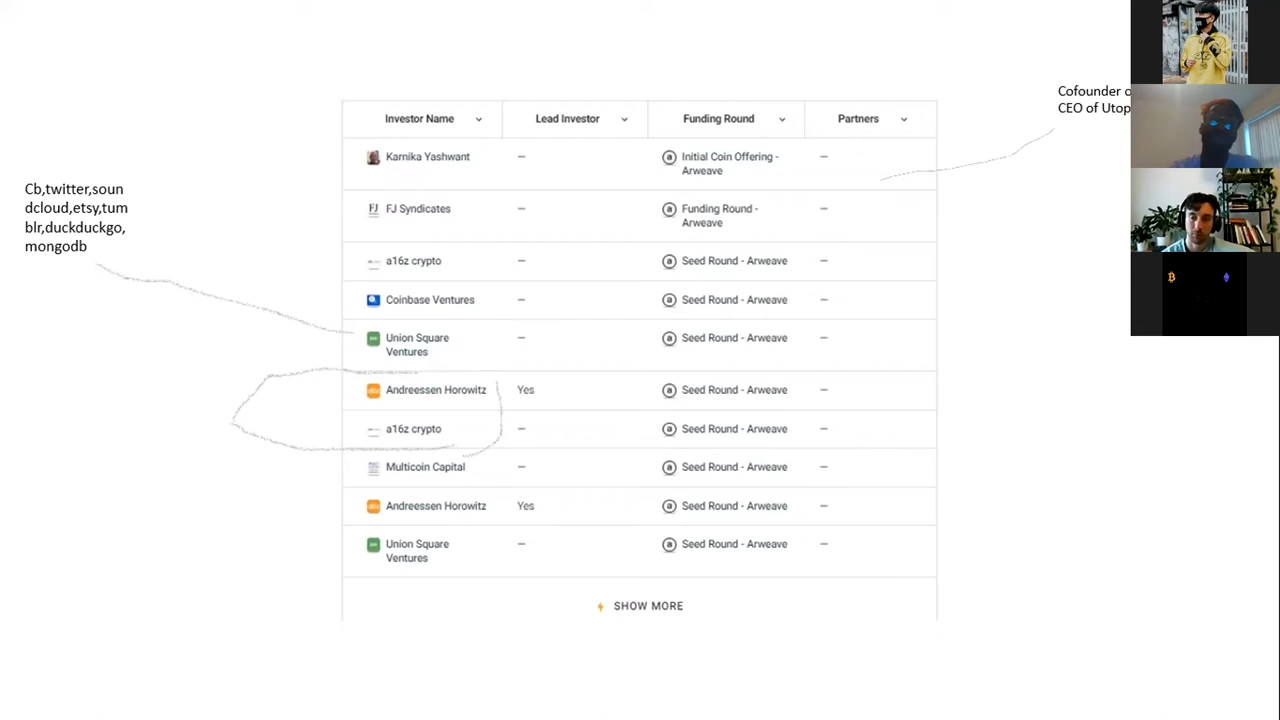 Cofounder o
CEO of Utop
Investor Name Lead Investor Funding Round Partners
Karnika Yashwant — Initial Coin Offering - —
Arweave
Cb,twitter,soun
dcloud,etsy,tum
blr,duckduckgo,
mongodb
FJ FJ Syndicates — Funding Round - —
Arweave
a16z crypto — Seed Round - Arweave —
Coinbase Ventures — Seed Round - Arweave —
Union Square — Seed Round - Arweave —
Ventures
Andreessen Horowitz Yes Seed Round - Arweave —
a16z crypto — Seed Round - Arweave —
Multicoin Capital — Seed Round - Arweave —
Andreessen Horowitz Yes Seed Round - Arweave —
Union Square — Seed Round - Arweave —
Ventures
SHOW MORE